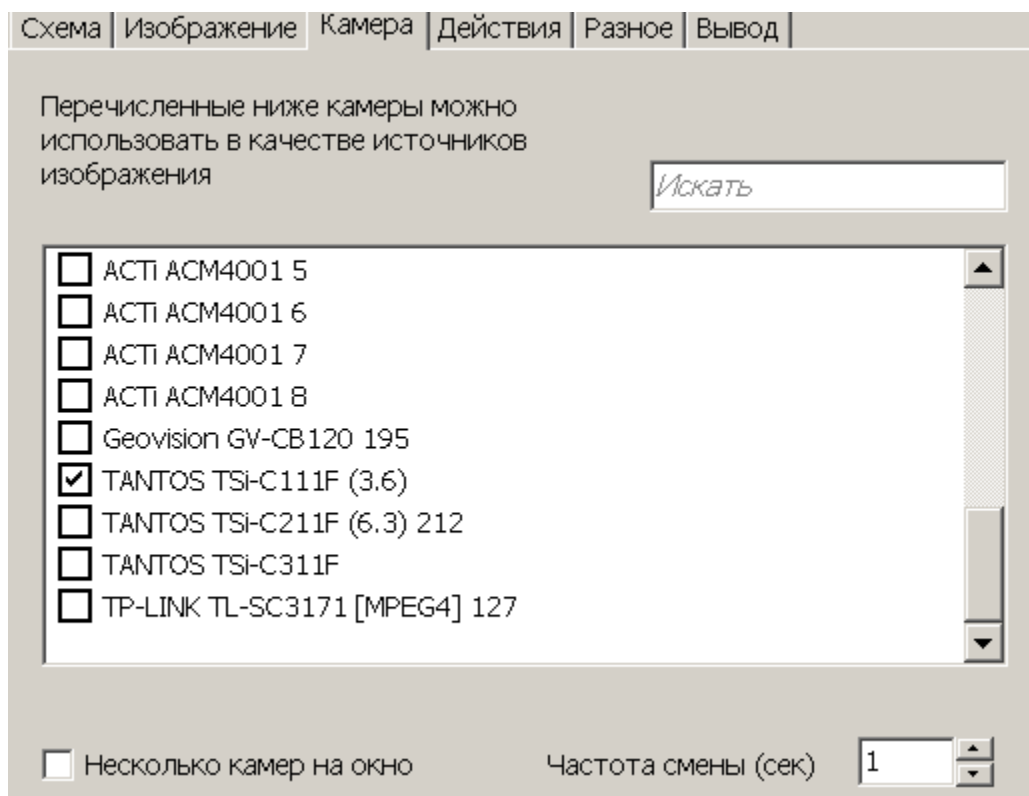 Схема Изображение Камера Действия Разное Вывод
Перечисленные ниже камеры можно
использовать в качестве источников
изображения
Искать
ACTi ACM4001 5
ACTi ACM4001 6
ACTi ACM4001 7
ACTi ACM4001 8
Geovision GV-CB120 195
TANTOS TSi-C111F (3.6)
TANTOS TSi-C211F (6.3) 212
TANTOS TSi-C311F
TP-LINK TL-SC3171 [MPEG4] 127
Несколько камер на окно Частота смены (сек) 1